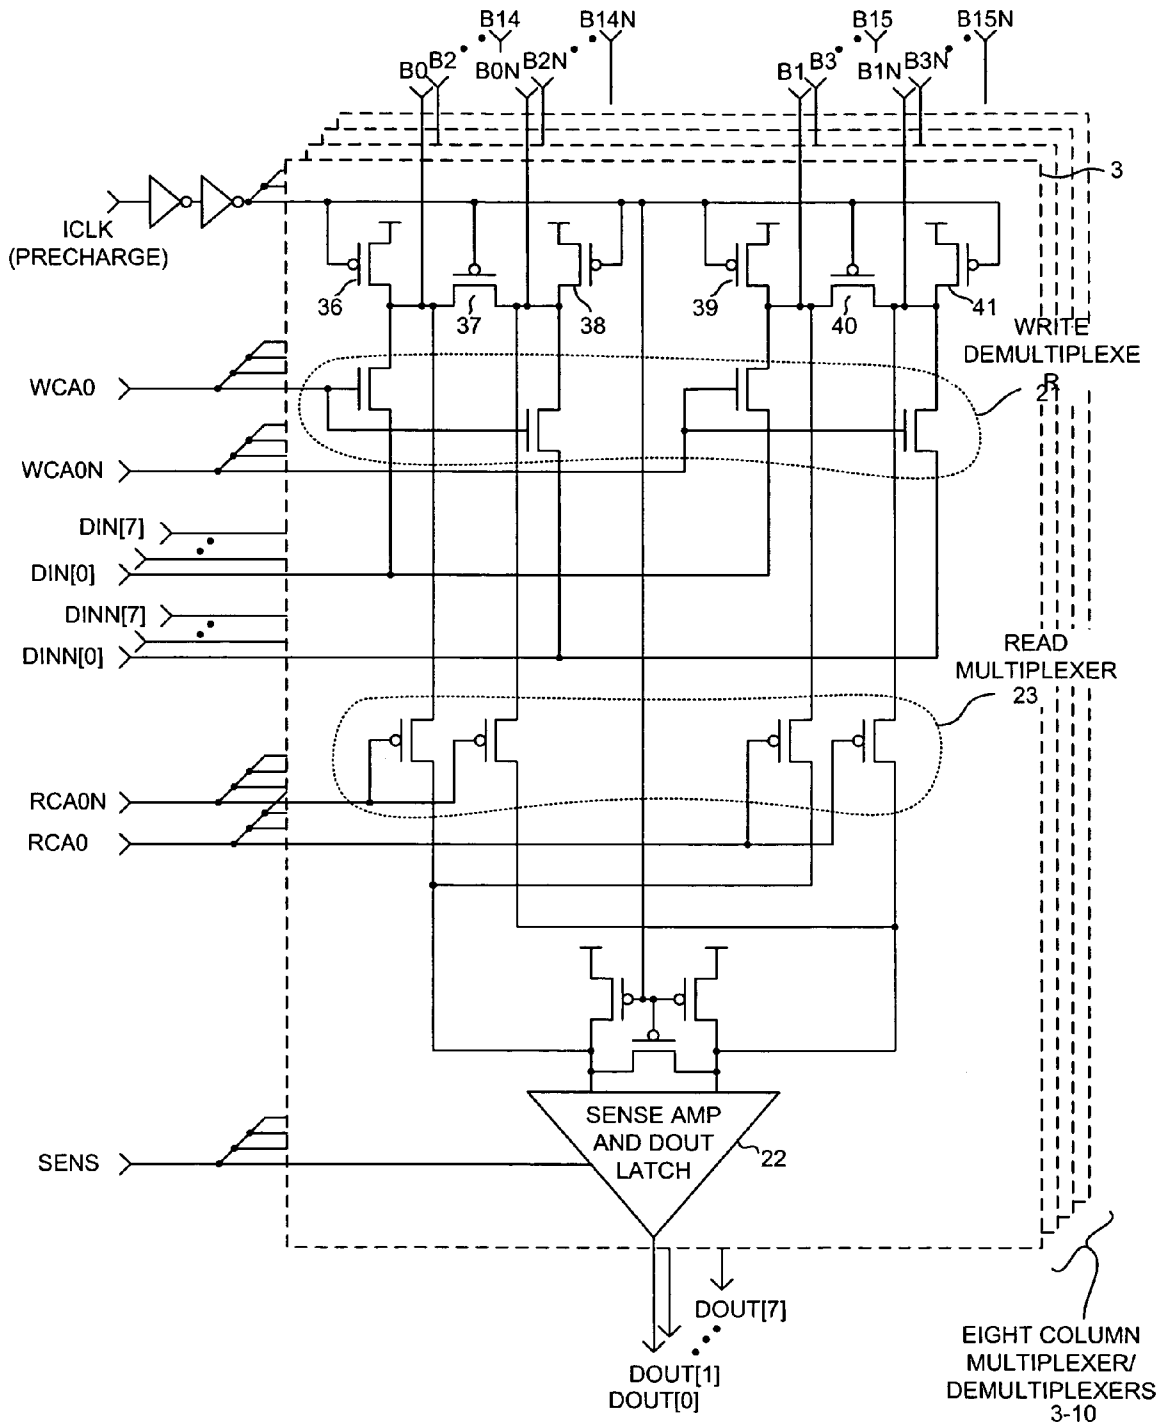 B14
B14N
B15
B15N
B0
B2
B0N
B2N
B1
B3
B1N
B3N
3
ICLK
(PRECHARGE)
36
37
38
39
40
41
WRITE
DEMULTIPLEXE
R
21
WCA0
WCA0N
DIN[7]
DIN[0]
DINN[7]
DINN[0]
READ
MULTIPLEXER
23
RCA0N
RCA0
SENSE AMP
AND DOUT
LATCH
22
SENS
DOUT[7]
DOUT[1]
DOUT[0]
EIGHT COLUMN
MULTIPLEXER/
DEMULTIPLEXERS
3-10